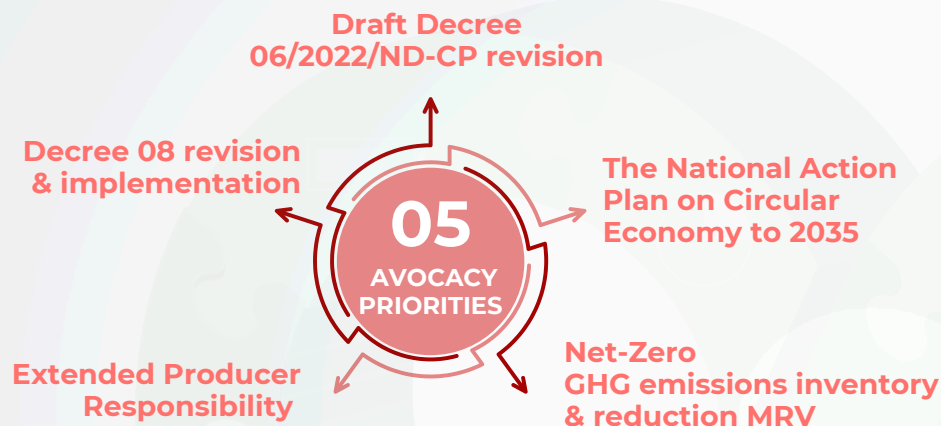 Draft Decree
06/2022/ND-CP revision
Decree 08 revision
& implementation
The National Action
Plan on Circular
Economy to 2035
05
AVOCACY
PRIORITIES
Extended Producer
Responsibility
Net-Zero
GHG emissions inventory
& reduction MRV